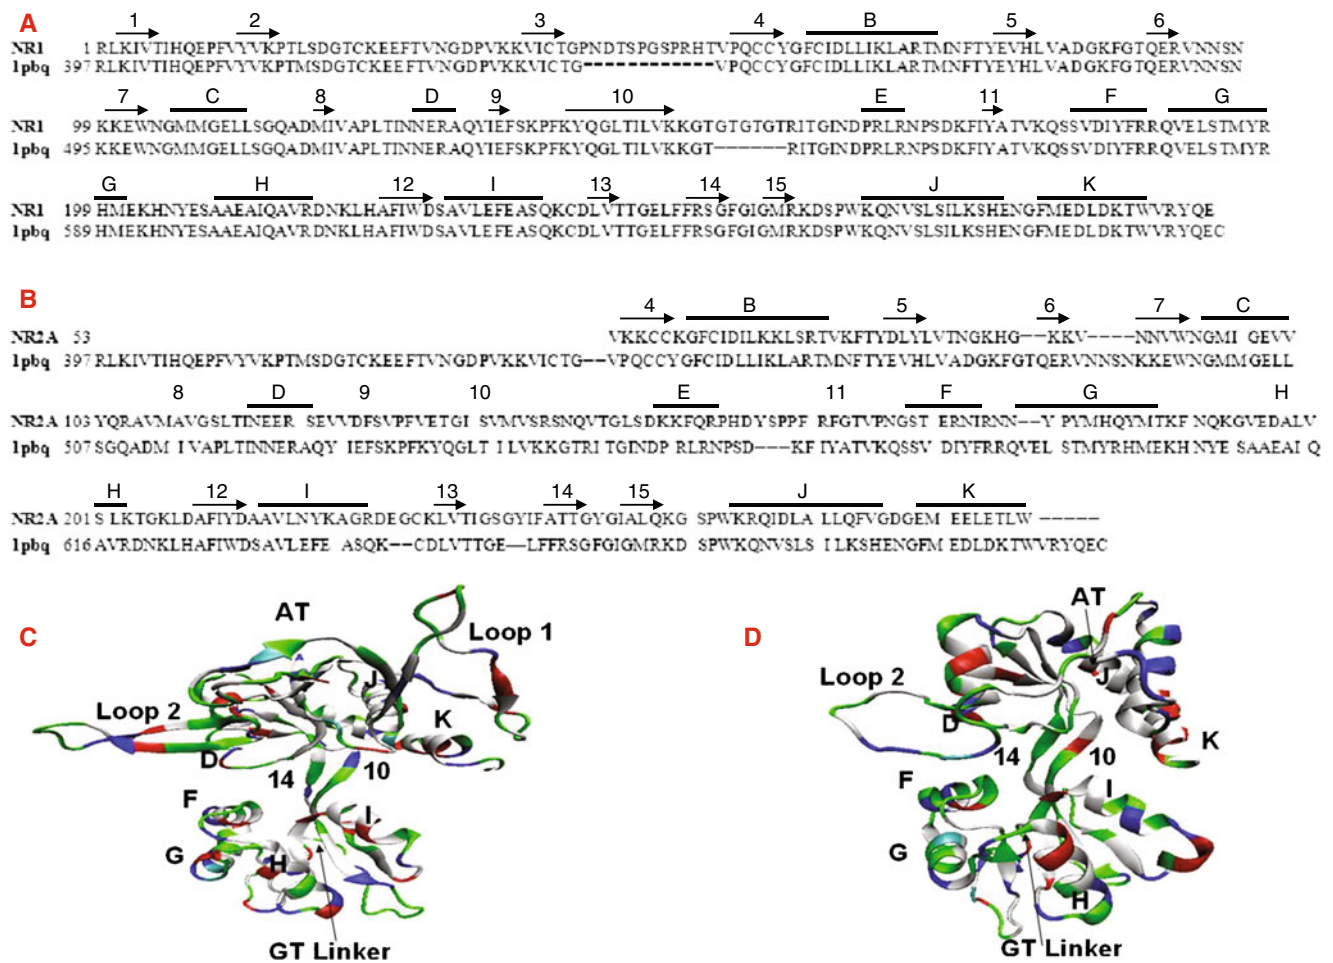 A
1 2 3 4 B 5 6
NR1 1 RLKIVTIHQEPFVYVKPTLSDGTCKEEFTVNGDPVKKVICTGPNDTSPGSPRHTVPQCCYGFCIDLLIKLARTMNFTYEVHLVADGKFGTQERVNNSN
1pbq 397 RLKIVTIHQEPFVYVKPTMSDGTCKEEFTVNGDPVKKVICTG------------VPQCCYGFCIDLLIKLARTMNFTYEYHLVADGKFGTQERVNNSN
7 C 8 D 9 10 E 11 F G
NR1 99 KKEWNGMMGELLSGQADMIVAPLTINNERAQYIEFSKPFKYQGLTILVKKGTGTGTGTRITGINDPRLRNPSDKFIYATVKQSSVDIYFRRQVELSTMYR
1pbq 495 KKEWNGMMGELLSGQADMIVAPLTINNERAQYIEFSKPFKYQGLTILVKKGT------RITGINDPRLRNPSDKFIYATVKQSSVDIYFRRQVELSTMYR
G H 12 I 13 14 15 J K
NR1 199 HMEKHNYESAAEAIQAVRDNKLHAFIWDSAVLEFEASQKCDLVTTGELFFRSGFGIGMRKDSPWKQNVSLSILKSHENGFMEDLDKTWVRYQE
1pbq 589 HMEKHNYESAAEAIQAVRDNKLHAFIWDSAVLEFEASQKCDLVTTGELFFRSGFGIGMRKDSPWKQNVSLSILKSHENGFMEDLDKTWVRYQEC
B
4 B 5 6 7 C
NR2A 53 VKKCCKGFCIDILKKLSRTVKFTYDLYLVTNGKHG--KKV----NNVWNGMI GEVV
1pbq 397 RLKIVTIHQEPFVYVKPTMSDGTCKEEFTVNGDPVKKVICTG--VPQCCYGFCIDLLIKLARTMNFTYEVHLVADGKFGTQERVNNSNKKEWNGMMGELL
8 D 9 10 E 11 F G H
NR2A 103 YQRAVMAVGSLTINEER SEVVDFSVPFVETGI SVMVSRSNQVTGLSDKKFQRPHDYSPPF RFGTVPNGST ERNIRNN--Y PYMHQYMTKF NQKGVEDALV
1pbq 507 SGQADM I VAPLTINNERAQY IEFSKPFKYQGLT I LVKKGTRI TGINDP RLRNPSD---KF IYATVKQSSV DIYFRRQVEL STMYRHMEKH NYE SAAEAI Q
H 12 I 13 14 15 J K
NR2A 201 S LKTGKLDAFIYDAAVLNYKAGRDEGCKLVTIGSGYIFATTGYGIALQKG SPWKRQIDLA LLQFVGDGEM EELETLW -----
1pbq 616 AVRDNKLHAFIWDSAVLEFE ASQK--CDLVTTGE--LFFRSGFGIGMRKD SPWKQNVSLS ILKSHENGFM EDLDKTWVRYQEC
C
AT
Loop 1
J
Loop 2
K
D
14
10
F
I
G
H
GT Linker
D
AT
Loop 2
J
D
K
14
10
F
I
G
H
GT Linker